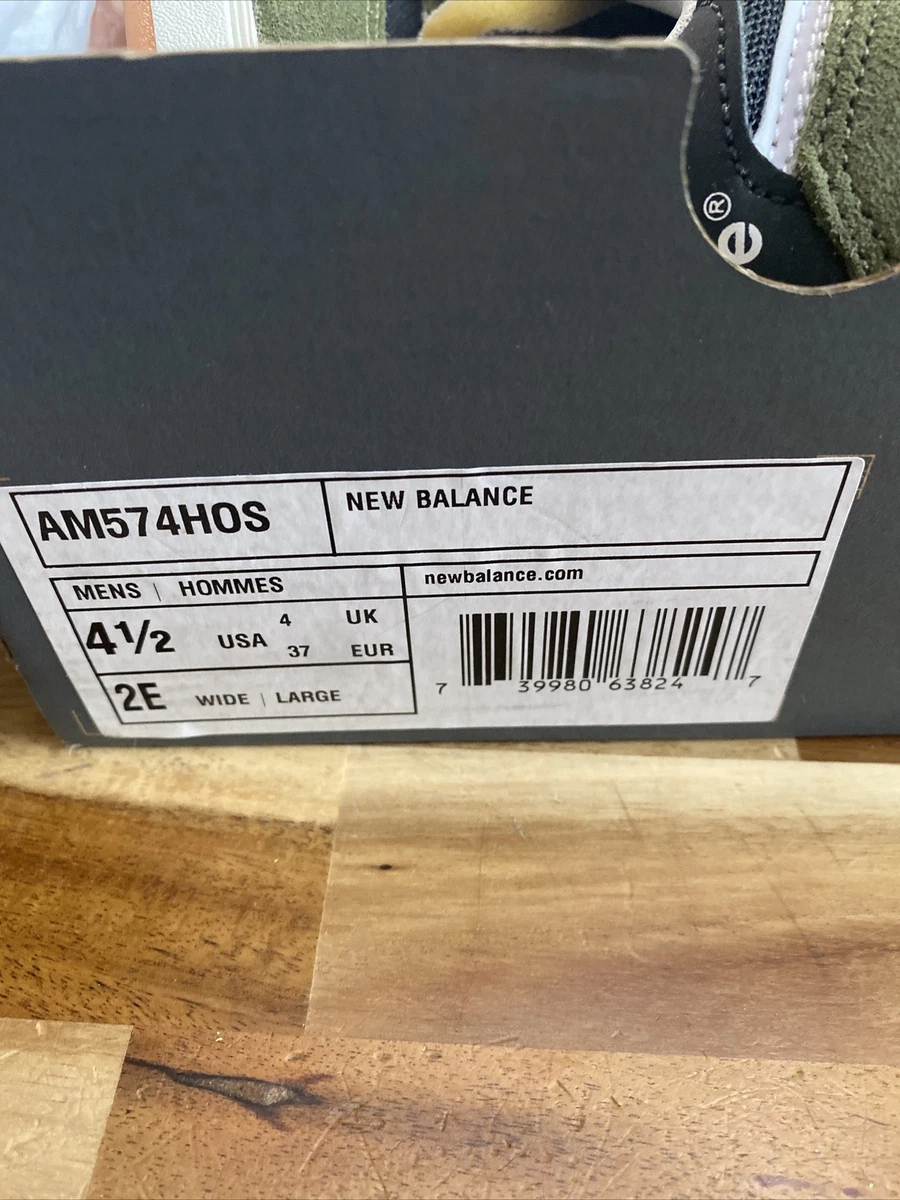 e®
AM574HOS
NEW BALANCE
MENS | HOMMES
newbalance.com
4½ USA 4 UK
37 EUR
2E WIDE | LARGE
7 39980 63824 7